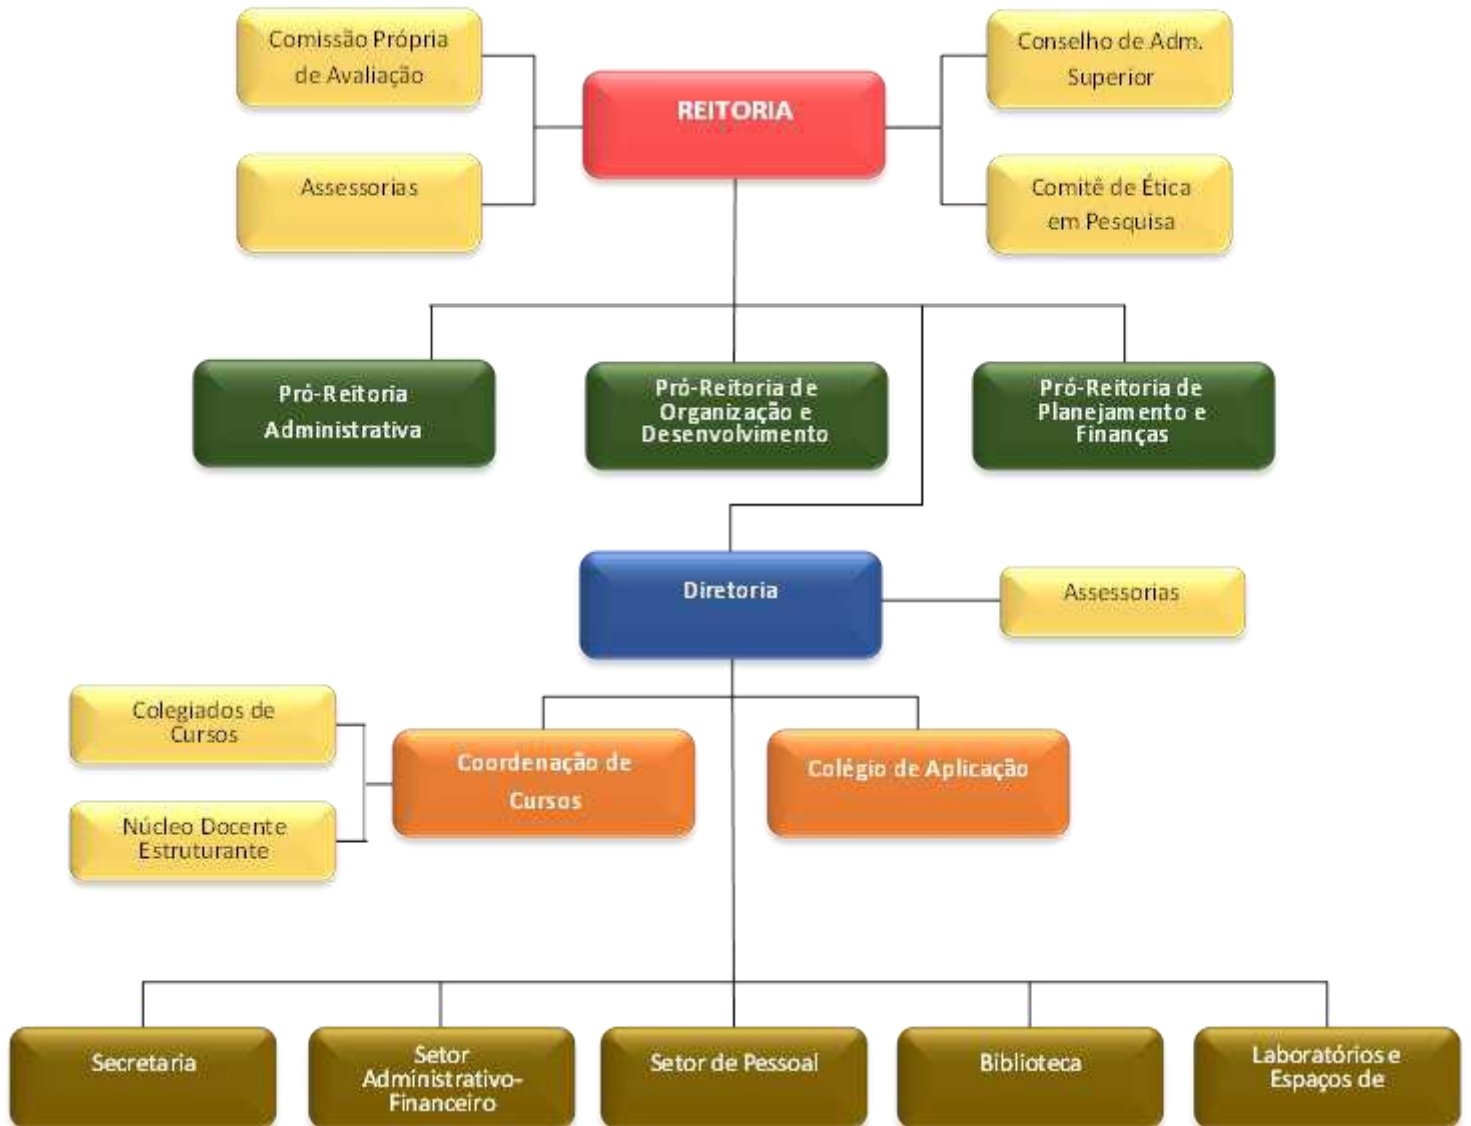 Comissão Própria
de Avaliação
REITORIA
Conselho de Adm.
Superior
Assessorias
Comitê de Ética
em Pesquisa
Pró-Reitoria
Administrativa
Pró-Reitoria de
Organização e
Desenvolvimento
Pró-Reitoria de
Planejamento e
Finanças
Diretoria
Assessorias
Colegiados de
Cursos
Núcleo Docente
Estruturante
Coordenação de
Cursos
Colégio de Aplicação
Secretaria
Setor
Administrativo-
Financeiro
Setor de Pessoal
Biblioteca
Laboratórios e
Espaços de